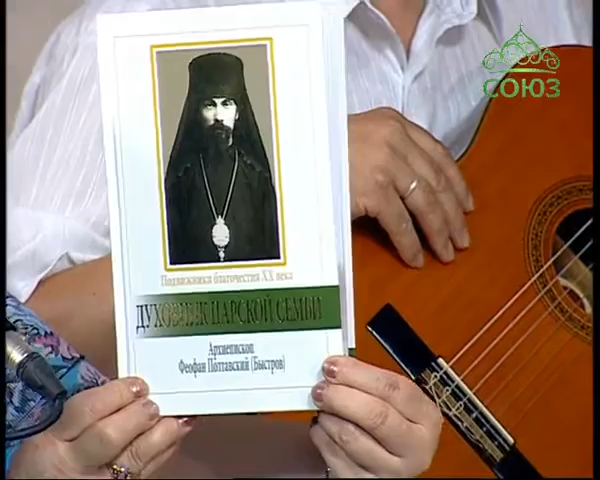 СОЮЗ
Подвижники благочестия XX века
ДУХОВНИК ЦАРСКОЙ СЕМЬИ
Архиепископ
Феофан Полтавский (Быстров)